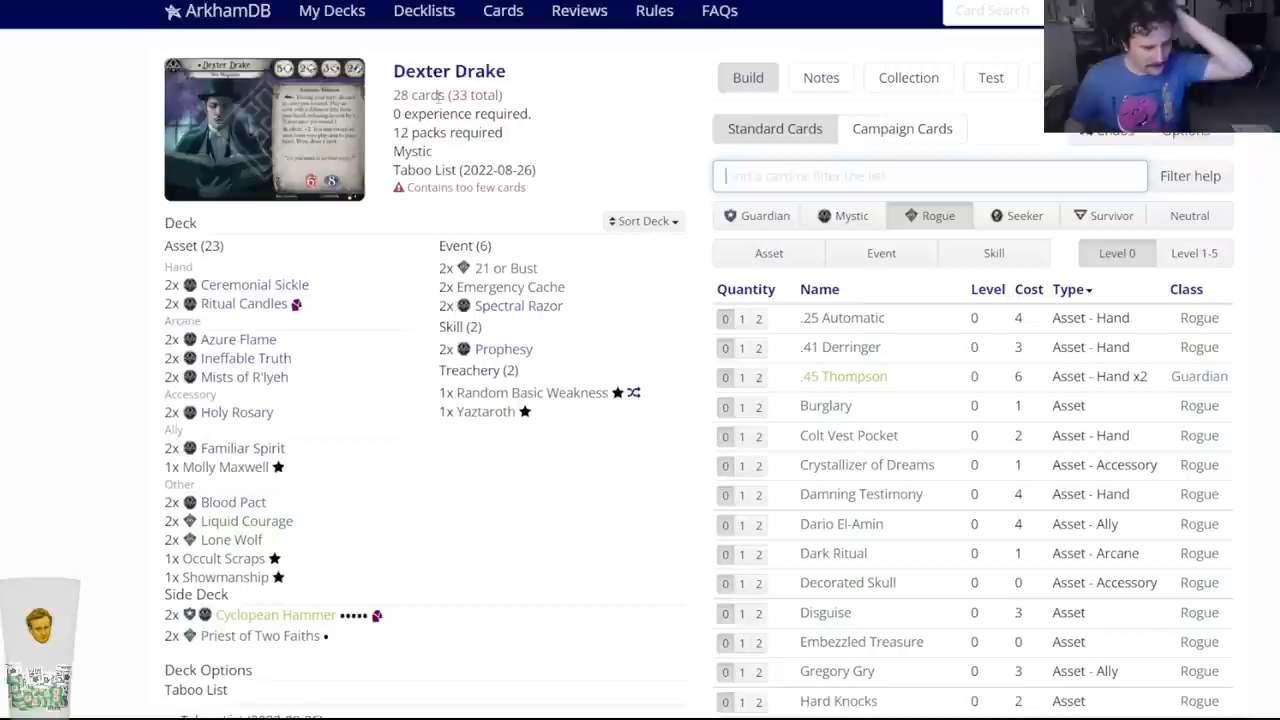 ArkhamDB My Decks Decklists Cards Reviews Rules FAQs Card Search
Dexter Drake
Dexter Drake
28 cards (33 total)
0 experience required.
12 packs required
Mystic
Taboo List (2022-08-26)
Contains too few cards
Build Notes Collection Test
Standard Cards Campaign Cards
Filter help
Guardian Mystic Rogue Seeker Survivor Neutral
Asset Event Skill Level 0 Level 1-5
Deck Sort Deck
Asset (23)
Hand
2x Ceremonial Sickle
2x Ritual Candles
Arcane
2x Azure Flame
2x Ineffable Truth
2x Mists of R'lyeh
Accessory
2x Holy Rosary
Ally
2x Familiar Spirit
1x Molly Maxwell
Other
2x Blood Pact
2x Liquid Courage
2x Lone Wolf
1x Occult Scraps
1x Showmanship
Side Deck
2x Cyclopean Hammer
2x Priest of Two Faiths
Deck Options
Taboo List
Event (6)
2x 21 or Bust
2x Emergency Cache
2x Spectral Razor
Skill (2)
2x Prophesy
Treachery (2)
1x Random Basic Weakness
1x Yaztaroth
Quantity Name Level Cost Type Class
0 1 2 .25 Automatic 0 4 Asset - Hand Rogue
0 1 2 .41 Derringer 0 3 Asset - Hand Rogue
0 1 2 .45 Thompson 0 6 Asset - Hand x2 Guardian
0 1 2 Burglary 0 1 Asset Rogue
0 1 2 Colt Vest Pocket 0 2 Asset - Hand Rogue
0 1 2 Crystallizer of Dreams 0 1 Asset - Accessory Rogue
0 1 2 Damning Testimony 0 4 Asset - Hand Rogue
0 1 2 Dario El-Amin 0 4 Asset - Ally Rogue
0 1 2 Dark Ritual 0 1 Asset - Arcane Rogue
0 1 2 Decorated Skull 0 0 Asset - Accessory Rogue
0 1 2 Disguise 0 3 Asset Rogue
0 1 2 Embezzled Treasure 0 0 Asset Rogue
0 1 2 Gregory Gry 0 3 Asset - Ally Rogue
0 1 2 Hard Knocks 0 2 Asset Rogue